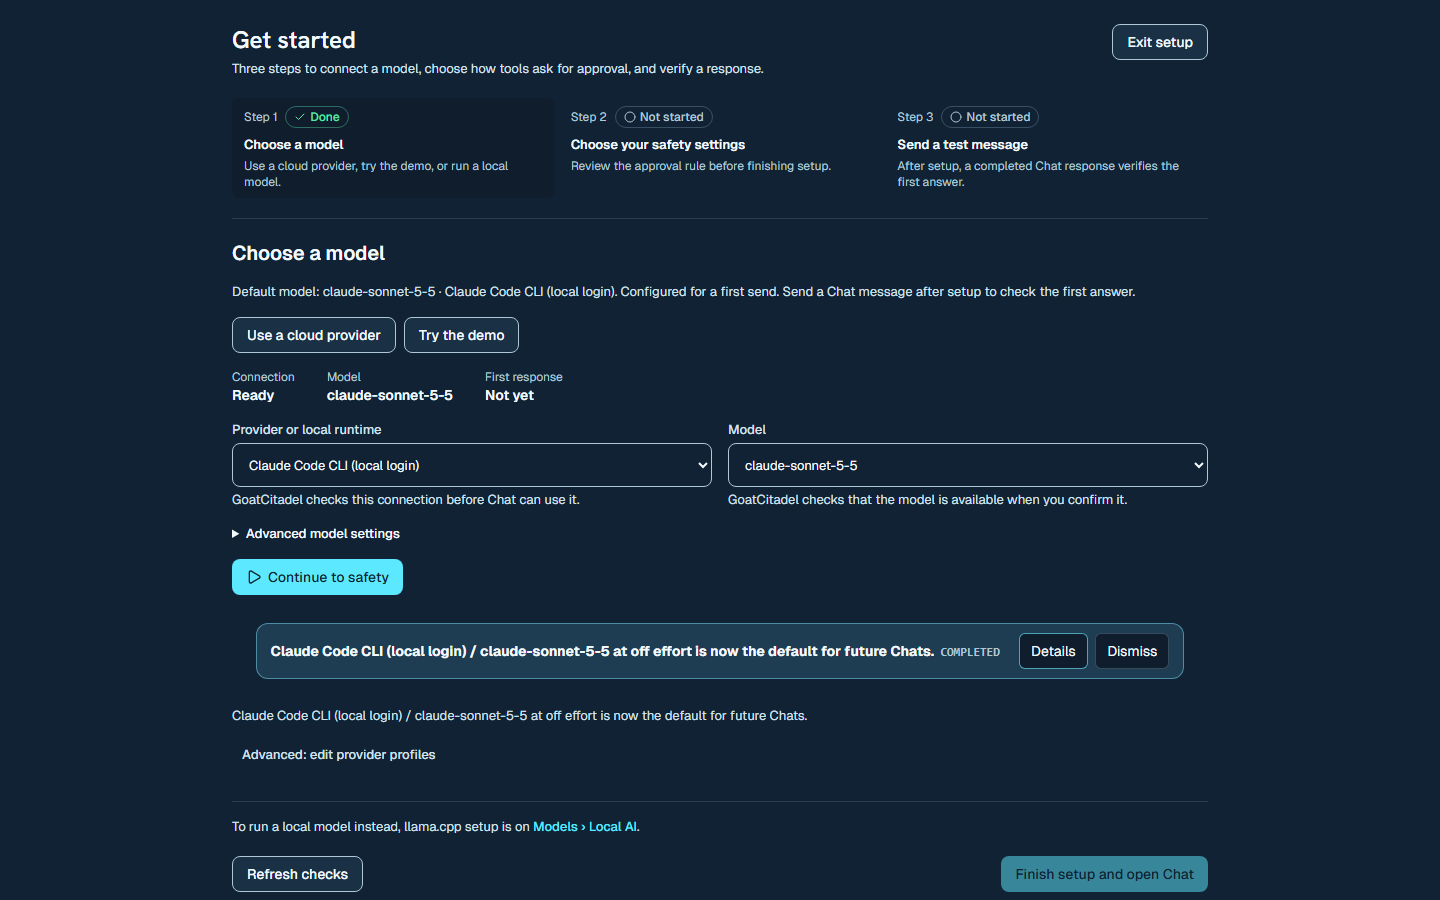 Get started
Exit setup
Three steps to connect a model, choose how tools ask for approval, and verify a response.
Step 1 Done
Choose a model
Use a cloud provider, try the demo, or run a local
model.
Step 2 Not started
Choose your safety settings
Review the approval rule before finishing setup.
Step 3 Not started
Send a test message
After setup, a completed Chat response verifies the
first answer.
Choose a model
Default model: claude-sonnet-5-5 · Claude Code CLI (local login). Configured for a first send. Send a Chat message after setup to check the first answer.
Use a cloud provider
Try the demo
Connection
Ready
Model
claude-sonnet-5-5
First response
Not yet
Provider or local runtime
Claude Code CLI (local login)
GoatCitadel checks this connection before Chat can use it.
Model
claude-sonnet-5-5
GoatCitadel checks that the model is available when you confirm it.
Advanced model settings
Continue to safety
Claude Code CLI (local login) / claude-sonnet-5-5 at off effort is now the default for future Chats. COMPLETED
Details
Dismiss
Claude Code CLI (local login) / claude-sonnet-5-5 at off effort is now the default for future Chats.
Advanced: edit provider profiles
To run a local model instead, llama.cpp setup is on Models › Local AI.
Refresh checks
Finish setup and open Chat